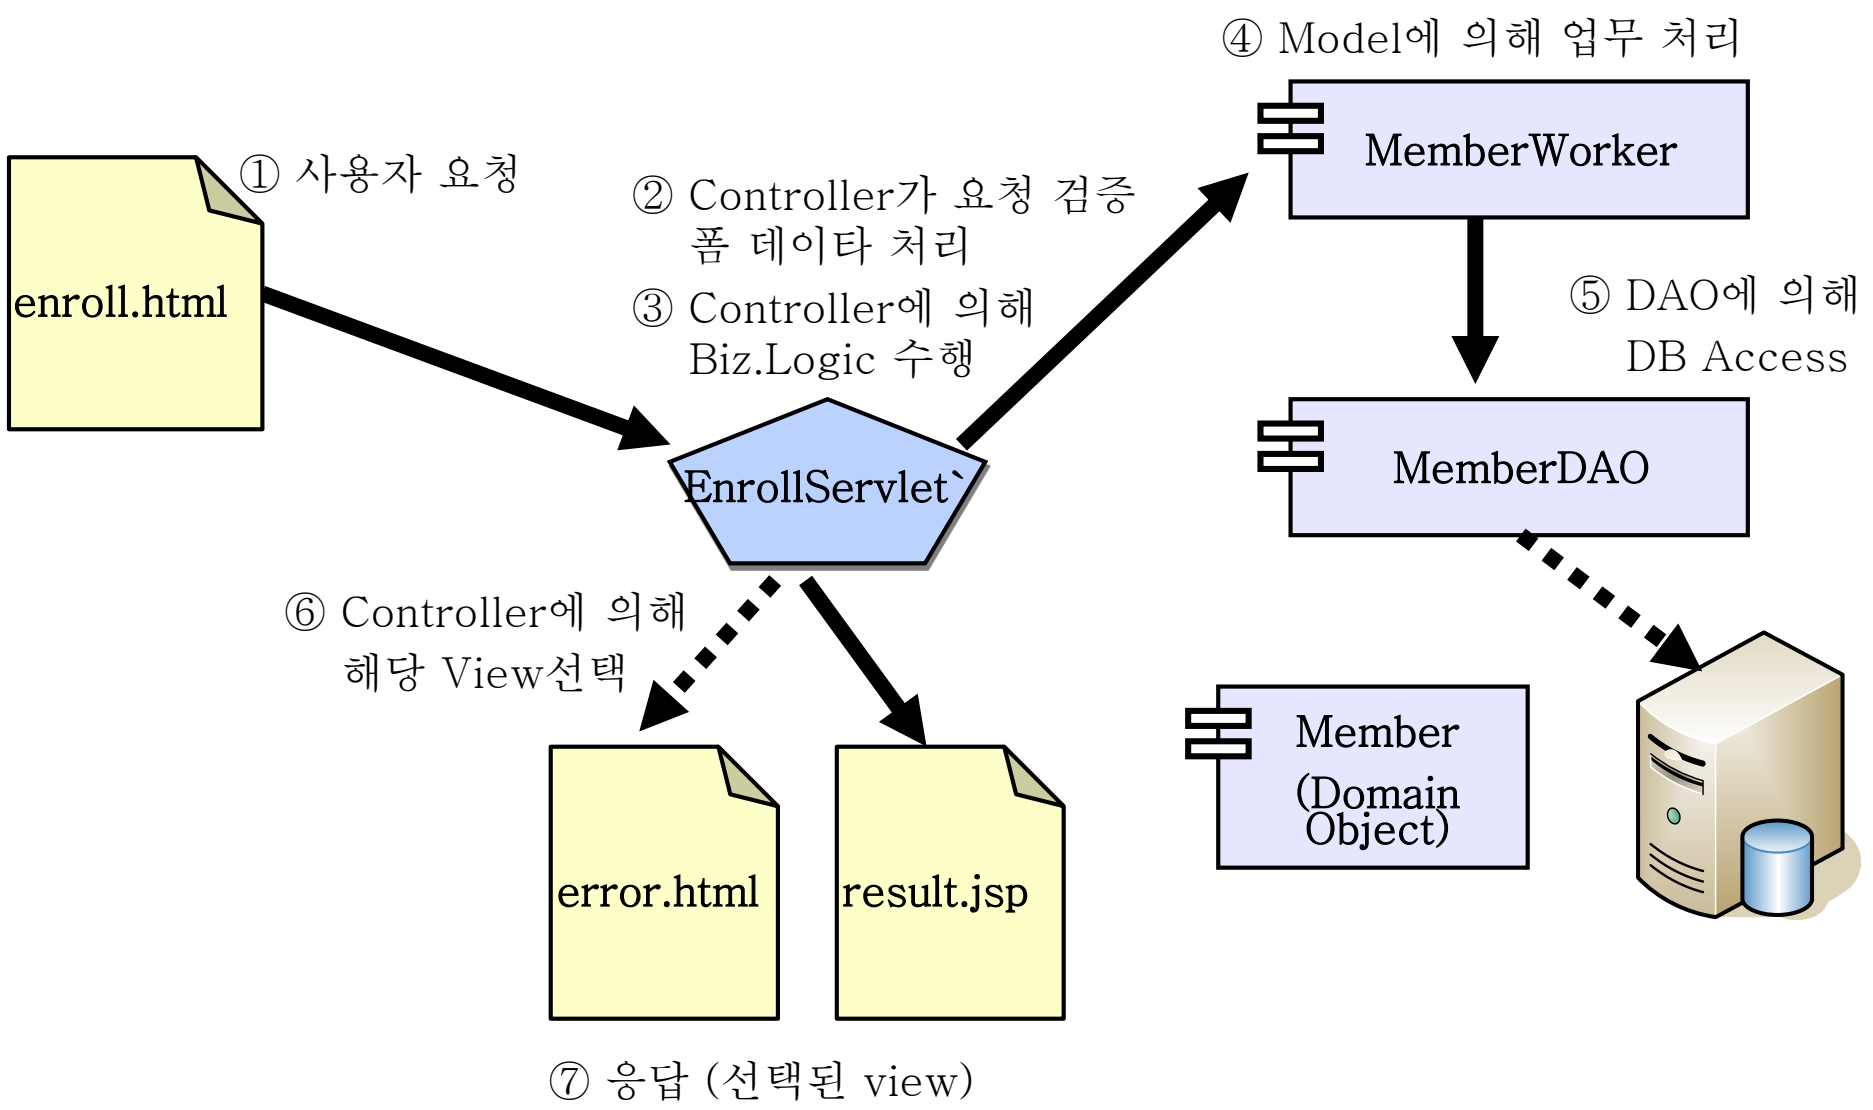 ④ Model에 의해 업무 처리
MemberWorker
① 사용자 요청
② Controller가 요청 검증
폼 데이타 처리
③ Controller에 의해
Biz.Logic 수행
enroll.html
⑤ DAO에 의해
DB Access
EnrollServlet`
MemberDAO
⑥ Controller에 의해
해당 View선택
Member
(Domain
Object)
error.html
result.jsp
⑦ 응답 (선택된 view)